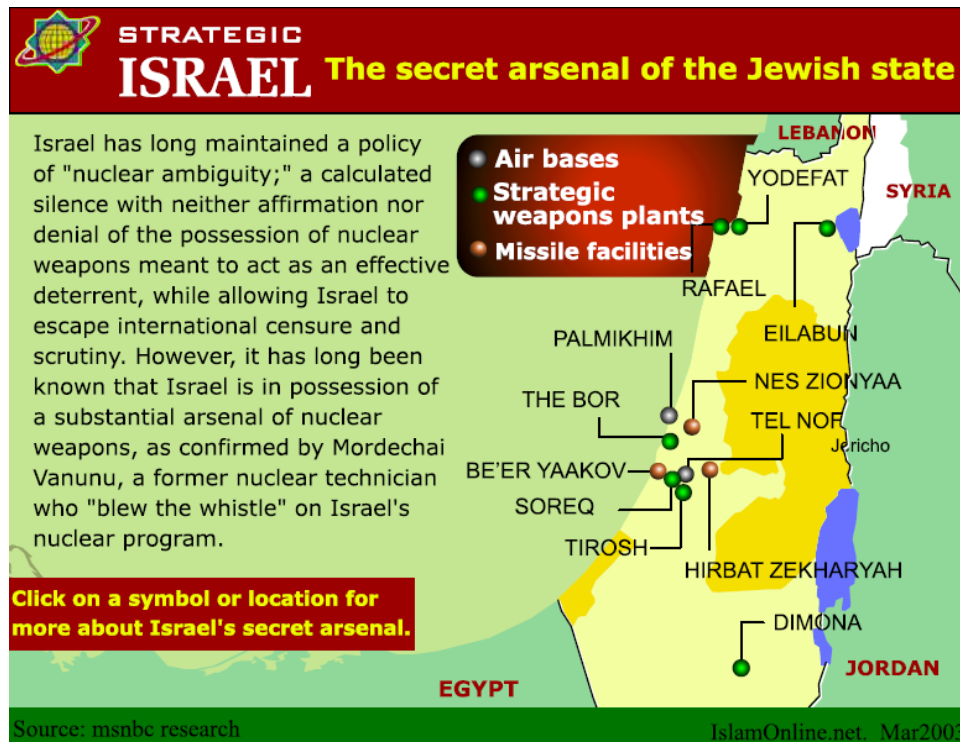 STRATEGIC
ISRAEL
The secret arsenal of the Jewish state
Israel has long maintained a policy
of "nuclear ambiguity;" a calculated
silence with neither affirmation nor
denial of the possession of nuclear
weapons meant to act as an effective
deterrent, while allowing Israel to
escape international censure and
scrutiny. However, it has long been
known that Israel is in possession of
a substantial arsenal of nuclear
weapons, as confirmed by Mordechai
Vanunu, a former nuclear technician
who "blew the whistle" on Israel's
nuclear program.
Click on a symbol or location for
more about Israel's secret arsenal.
Air bases
Strategic
weapons plants
Missile facilities
LEBANON
YODEFAT
SYRIA
RAFAEL
EILABUN
PALMIKHIM
NES ZIONYAA
THE BOR
TEL NOF
Jericho
BE'ER YAAKOV
SOREQ
TIROSH
HIRBAT ZEKHARYAH
DIMONA
JORDAN
EGYPT
Source: msnbc research
IslamOnline.net. Mar2003